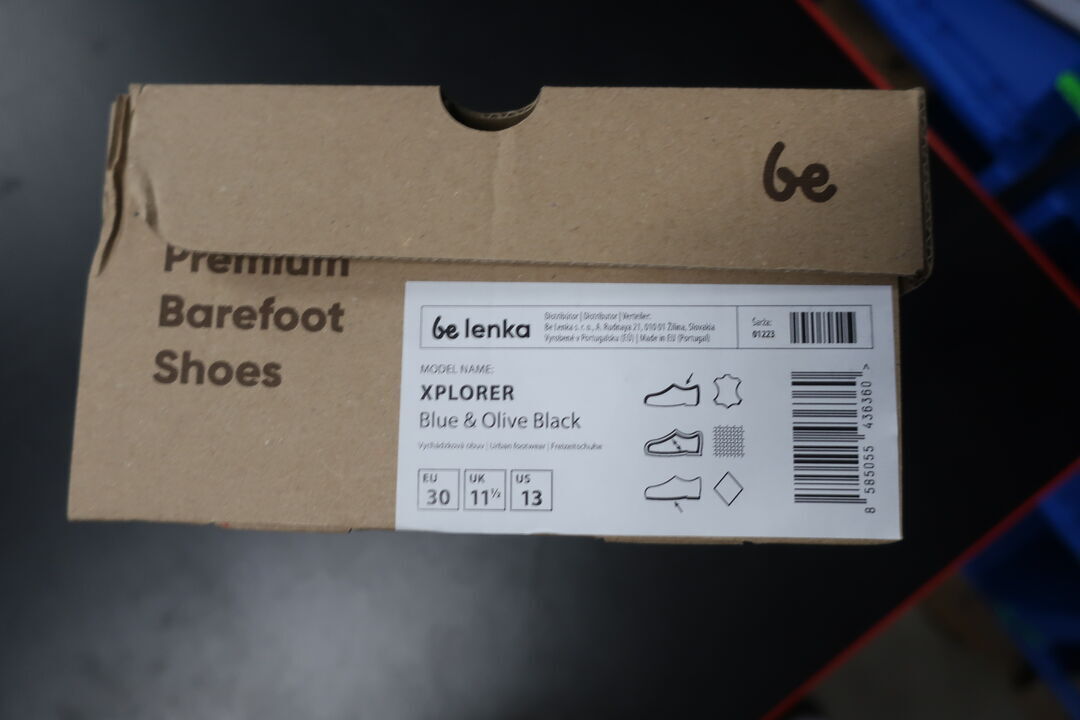 be
Premium
Barefoot
Shoes
be lenka
Distribútor | Distributor | Verteiler:
Be Lenka s. r. o., A. Rudnaya 21, 010 01 Žilina, Slovakia
Vyrobené v Portugalsku (EÚ) | Made in EU (Portugal)
Šarža:
01223
MODEL NAME:
XPLORER
Blue & Olive Black
Vychádzková obuv | Urban footwear | Freizeitschuhe
EU
30
UK
11½
US
13
8 585055 436360 >